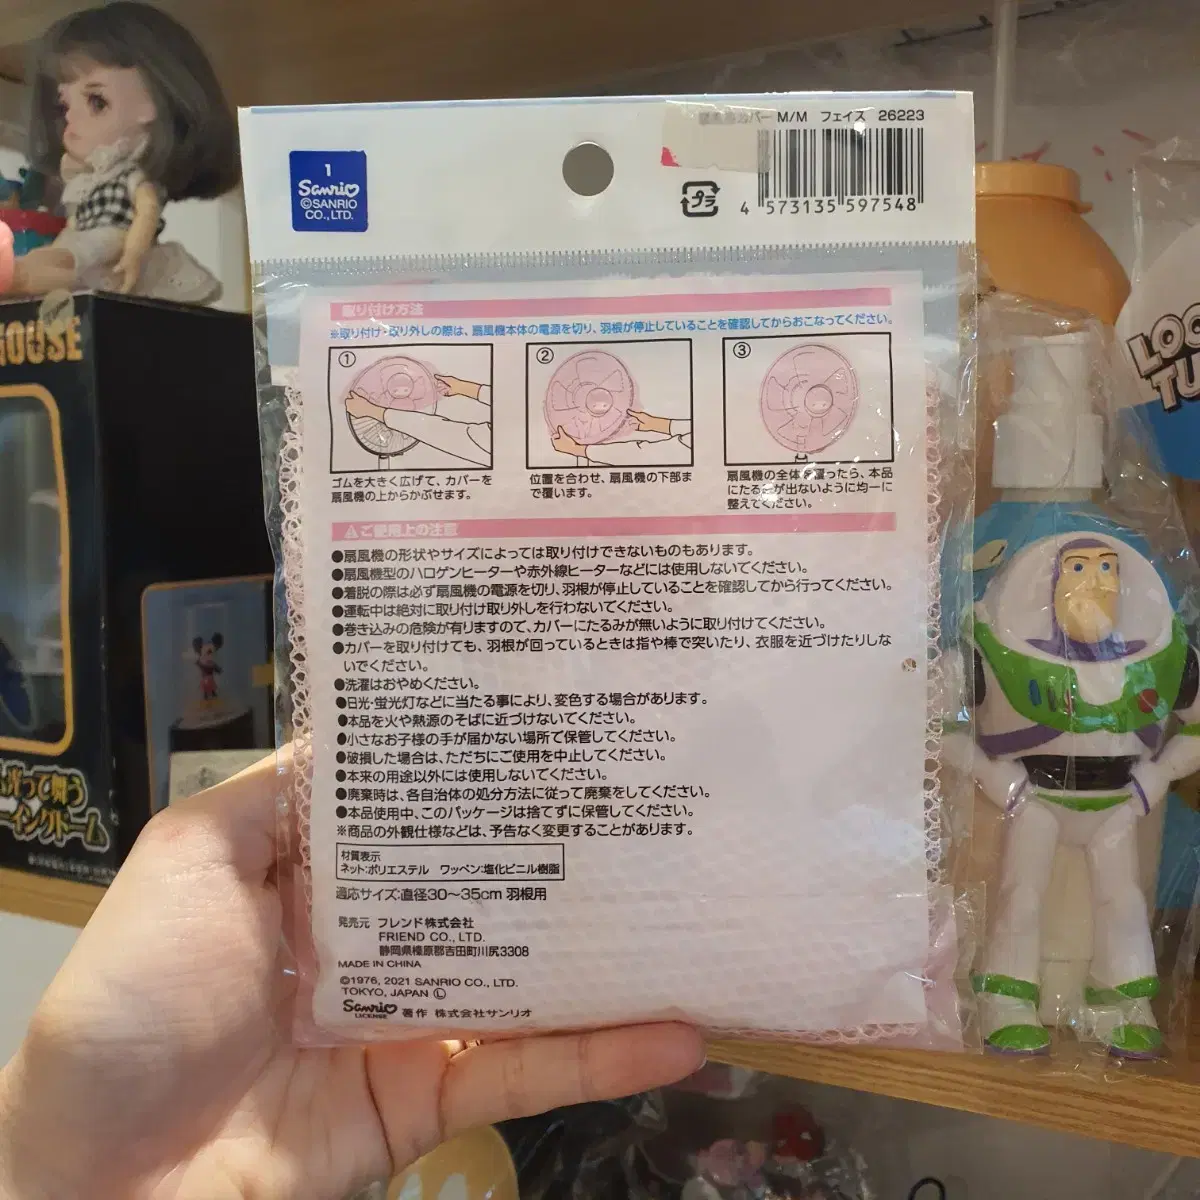 カバー M/M フェイス 26223
1
Sanrio
©SANRIO
CO., LTD.
プラ
4 573135 597548
取り付け方法
※取り付け・取り外しの際は、扇風機本体の電源を切り、羽根が停止していることを確認してからおこなってください。
①
②
③
ゴムを大きく広げて、カバーを
扇風機の上からかぶせます。
位置を合わせ、扇風機の下部ま
で覆います。
扇風機の全体を覆ったら、本品
にたるみが出ないように均一に
整えてください。
⚠ご使用上の注意
●扇風機の形状やサイズによっては取り付けできないものもあります。
●扇風機型のハロゲンヒーターや赤外線ヒーターなどには使用しないでください。
●着脱の際は必ず扇風機の電源を切り、羽根が停止していることを確認してから行ってください。
●運転中は絶対に取り付け取り外しを行わないでください。
●巻き込みの危険が有りますので、カバーにたるみが無いように取り付けてください。
●カバーを取り付けても、羽根が回っているときは指や棒で突いたり、衣服を近づけたりしな
いでください。
●洗濯はおやめください。
●日光・蛍光灯などに当たる事により、変色する場合があります。
●本品を火や熱源のそばに近づけないでください。
●小さなお子様の手が届かない場所で保管してください。
●破損した場合は、ただちにご使用を中止してください。
●本来の用途以外には使用しないでください。
●廃棄時は、各自治体の処分方法に従って廃棄をしてください。
●本品使用中、このパッケージは捨てずに保管してください。
※商品の外観仕様などは、予告なく変更することがあります。
材質表示
ネット:ポリエステル ワッペン:塩化ビニル樹脂
適応サイズ:直径30～35cm 羽根用
発売元 フレンド株式会社
FRIEND CO., LTD.
静岡県榛原郡吉田町川尻3308
MADE IN CHINA
©1976, 2021 SANRIO CO., LTD.
TOKYO, JAPAN Ⓛ
Sanrio
LICENSE
著作 株式会社サンリオ
HOUSE
光って舞う
LOO
TU